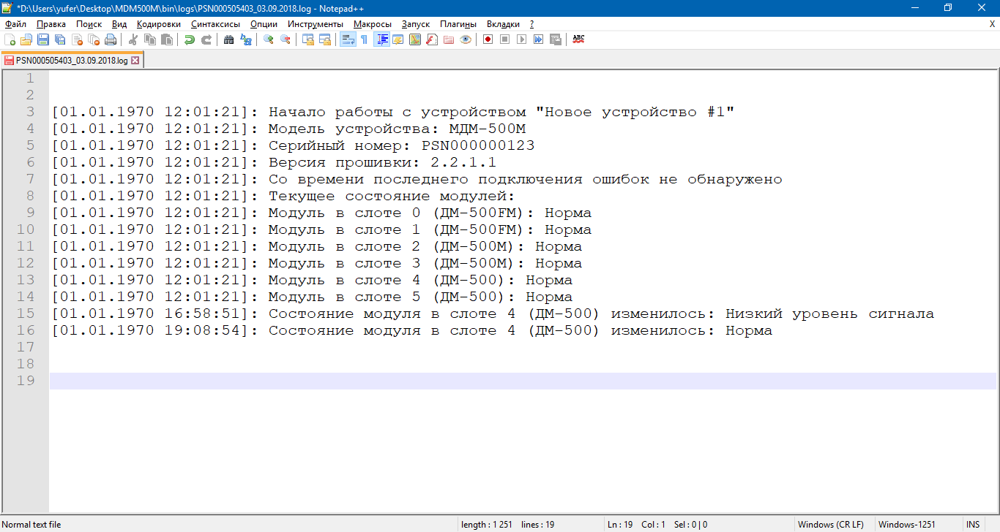 *D:\Users\yufer\Desktop\MDM500M\bin\logs\PSN000505403_03.09.2018.log - Notepad++
Файл Правка Поиск Вид Кодировки Синтаксисы Опции Инструменты Макросы Запуск Плагины Вкладки ? X
ABC
PSN000505403_03.09.2018.log
1
2
3 [01.01.1970 12:01:21]: Начало работы с устройством "Новое устройство #1"
4 [01.01.1970 12:01:21]: Модель устройства: МДМ-500М
5 [01.01.1970 12:01:21]: Серийный номер: PSN000000123
6 [01.01.1970 12:01:21]: Версия прошивки: 2.2.1.1
7 [01.01.1970 12:01:21]: Со времени последнего подключения ошибок не обнаружено
8 [01.01.1970 12:01:21]: Текущее состояние модулей:
9 [01.01.1970 12:01:21]: Модуль в слоте 0 (ДМ-500FM): Норма
10 [01.01.1970 12:01:21]: Модуль в слоте 1 (ДМ-500FM): Норма
11 [01.01.1970 12:01:21]: Модуль в слоте 2 (ДМ-500М): Норма
12 [01.01.1970 12:01:21]: Модуль в слоте 3 (ДМ-500М): Норма
13 [01.01.1970 12:01:21]: Модуль в слоте 4 (ДМ-500): Норма
14 [01.01.1970 12:01:21]: Модуль в слоте 5 (ДМ-500): Норма
15 [01.01.1970 16:58:51]: Состояние модуля в слоте 4 (ДМ-500) изменилось: Низкий уровень сигнала
16 [01.01.1970 19:08:54]: Состояние модуля в слоте 4 (ДМ-500) изменилось: Норма
17
18
19
Normal text file length : 1 251 lines : 19 Ln : 19 Col : 1 Sel : 0 | 0 Windows (CR LF) Windows-1251 INS